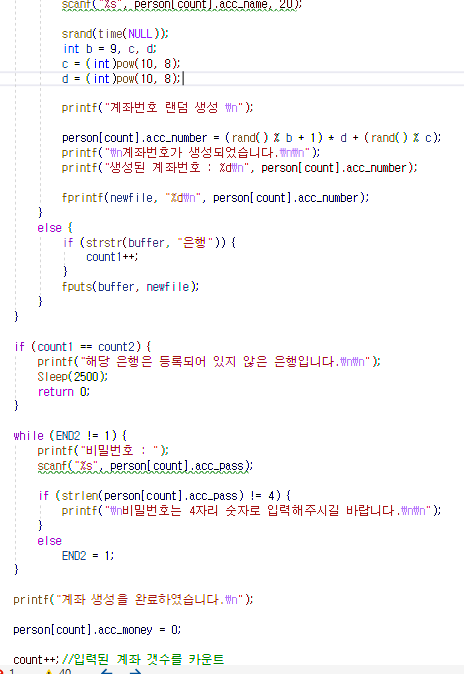 scanf("%s", person[count].acc_name, 20);
srand(time(NULL));
int b = 9, c, d;
c = (int)pow(10, 8);
d = (int)pow(10, 8);
printf("계좌번호 랜덤 생성 ₩n");
person[count].acc_number = (rand() % b + 1) * d + (rand() % c);
printf("₩n계좌번호가 생성되었습니다.₩n₩n");
printf("생성된 계좌번호 : %d₩n", person[count].acc_number);
fprintf(newfile, "%d₩n", person[count].acc_number);
}
else {
if (strstr(buffer, "은행")) {
count1++;
}
fputs(buffer, newfile);
}
}
if (count1 == count2) {
printf("해당 은행은 등록되어 있지 않은 은행입니다.₩n₩n");
Sleep(2500);
return 0;
}
while (END2 != 1) {
printf("비밀번호 : ");
scanf("%s", person[count].acc_pass);
if (strlen(person[count].acc_pass) != 4) {
printf("₩n비밀번호는 4자리 숫자로 입력해주시길 바랍니다.₩n₩n");
}
else
END2 = 1;
}
printf("계좌 생성을 완료하였습니다.₩n");
person[count].acc_money = 0;
count++; //입력된 계좌 갯수를 카운트
1 40